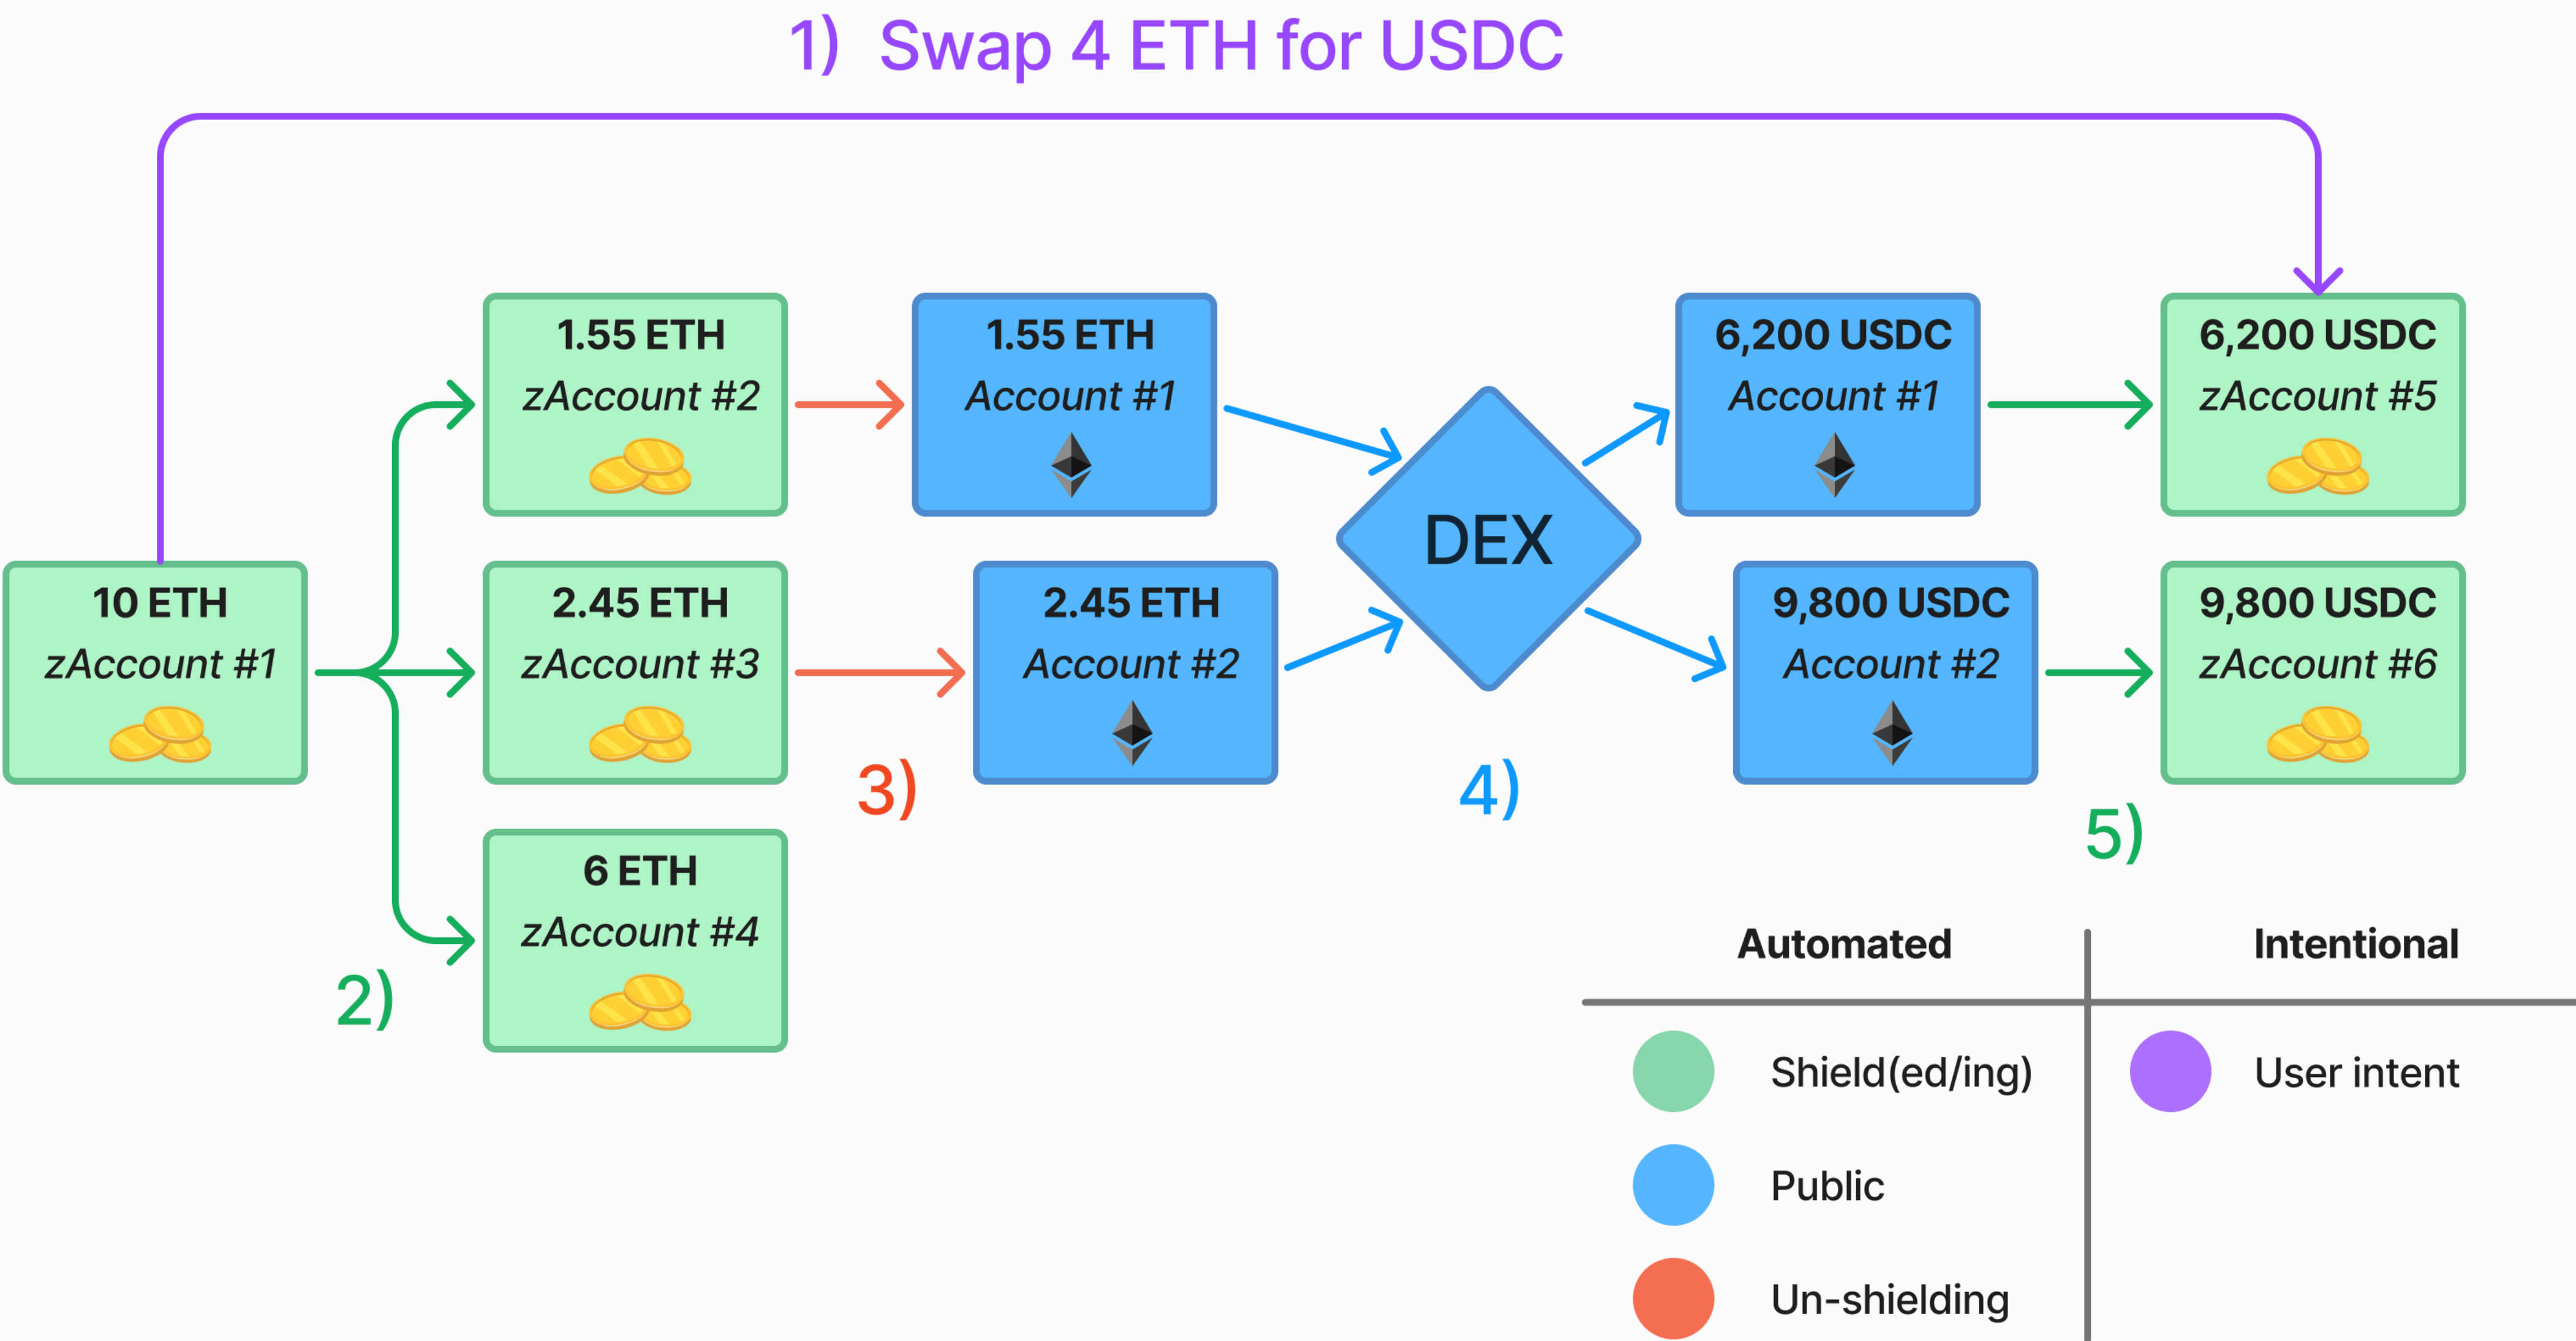 1) Swap 4 ETH for USDC
1.55 ETH
zAccount #2
1.55 ETH
Account #1
6,200 USDC
Account #1
6,200 USDC
zAccount #5
DEX
10 ETH
zAccount #1
2.45 ETH
zAccount #3
2.45 ETH
Account #2
9,800 USDC
Account #2
9,800 USDC
zAccount #6
3)
4)
5)
6 ETH
zAccount #4
2)
Automated
Intentional
Shield(ed/ing)
User intent
Public
Un-shielding